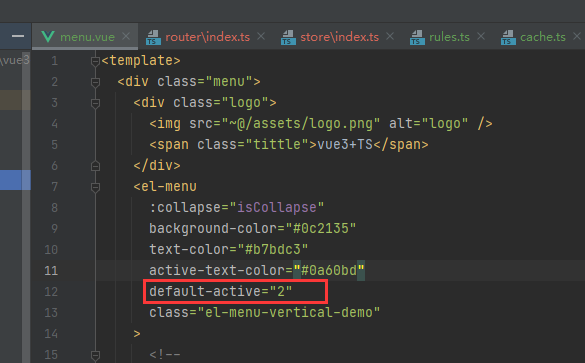 menu.vue router\index.ts store\index.ts rules.ts cache.ts
\vue3
1 <template>
2 <div class="menu">
3 <div class="logo">
4 <img src="~@/assets/logo.png" alt="logo" />
5 <span class="tittle">vue3+TS</span>
6 </div>
7 <el-menu
8 :collapse="isCollapse"
9 background-color="#0c2135"
10 text-color="#b7bdc3"
11 active-text-color="#0a60bd"
12 default-active="2"
13 class="el-menu-vertical-demo"
14 >
15 <!--